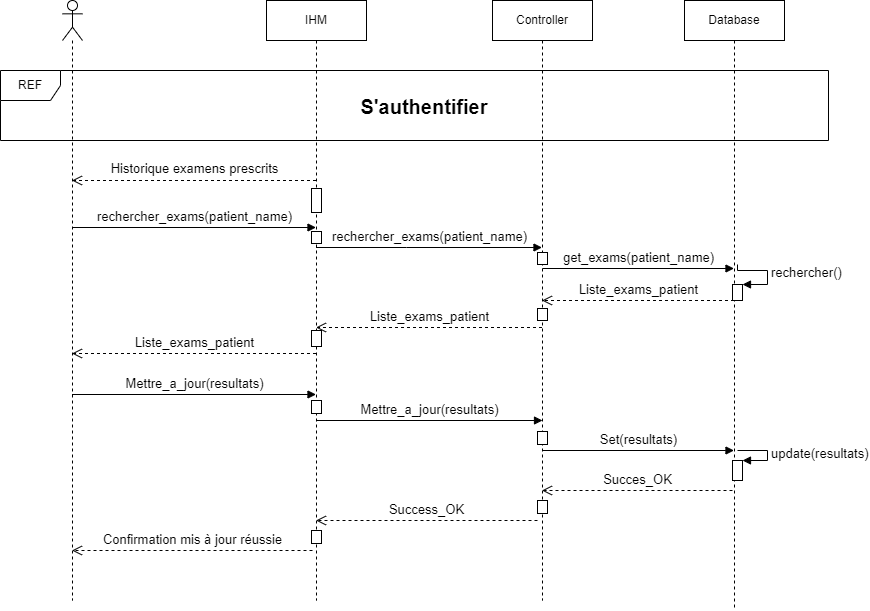 IHM
Controller
Database
REF
S'authentifier
Historique examens prescrits
rechercher_exams(patient_name)
rechercher_exams(patient_name)
get_exams(patient_name)
rechercher()
Liste_exams_patient
Liste_exams_patient
Liste_exams_patient
Mettre_a_jour(resultats)
Mettre_a_jour(resultats)
Set(resultats)
update(resultats)
Succes_OK
Success_OK
Confirmation mis à jour réussie